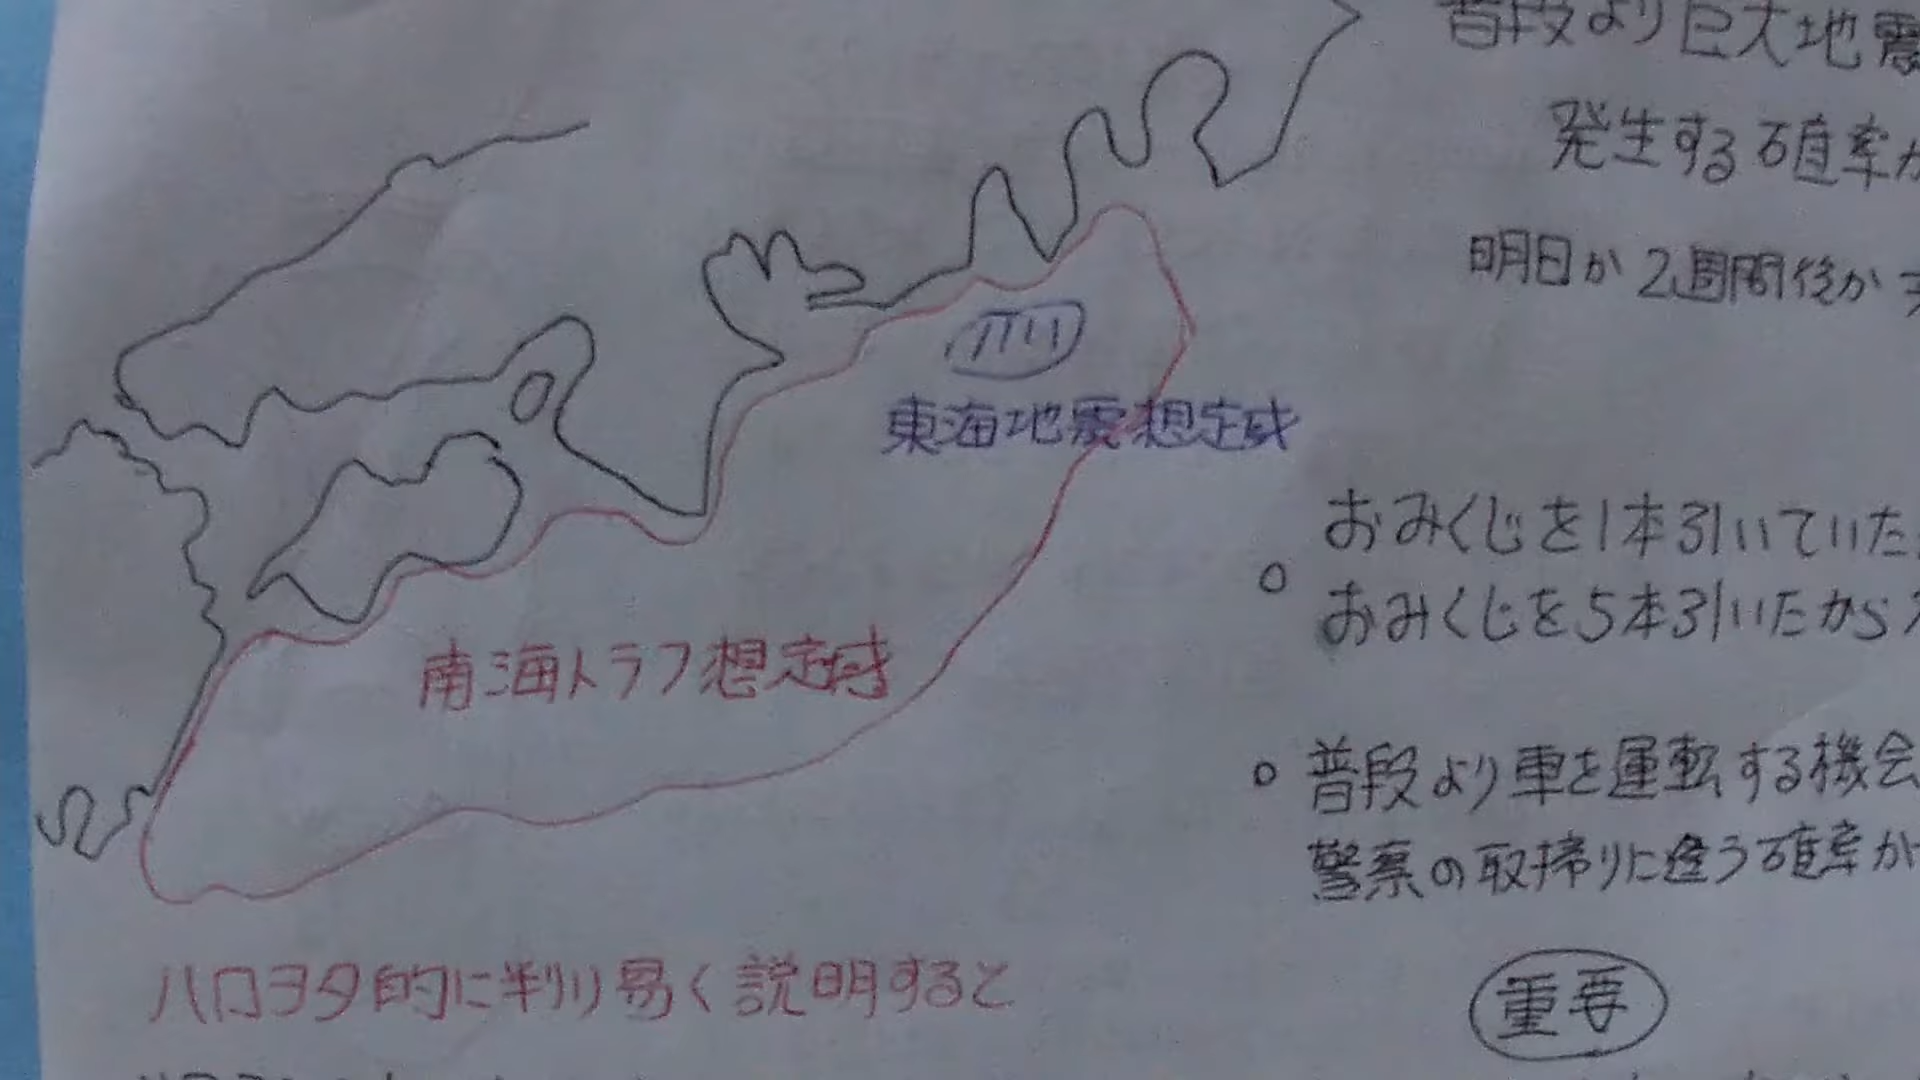 普段より巨大地震
発生する確率が
明日か2週間後か
東海地震想定域
おみくじを1本引いていた
おみくじを5本引いたから
南海トラフ想定域
普段より車を運転する機会
警察の取締りに逢う確率が
ハロヲタ的に判り易く説明すると
重要